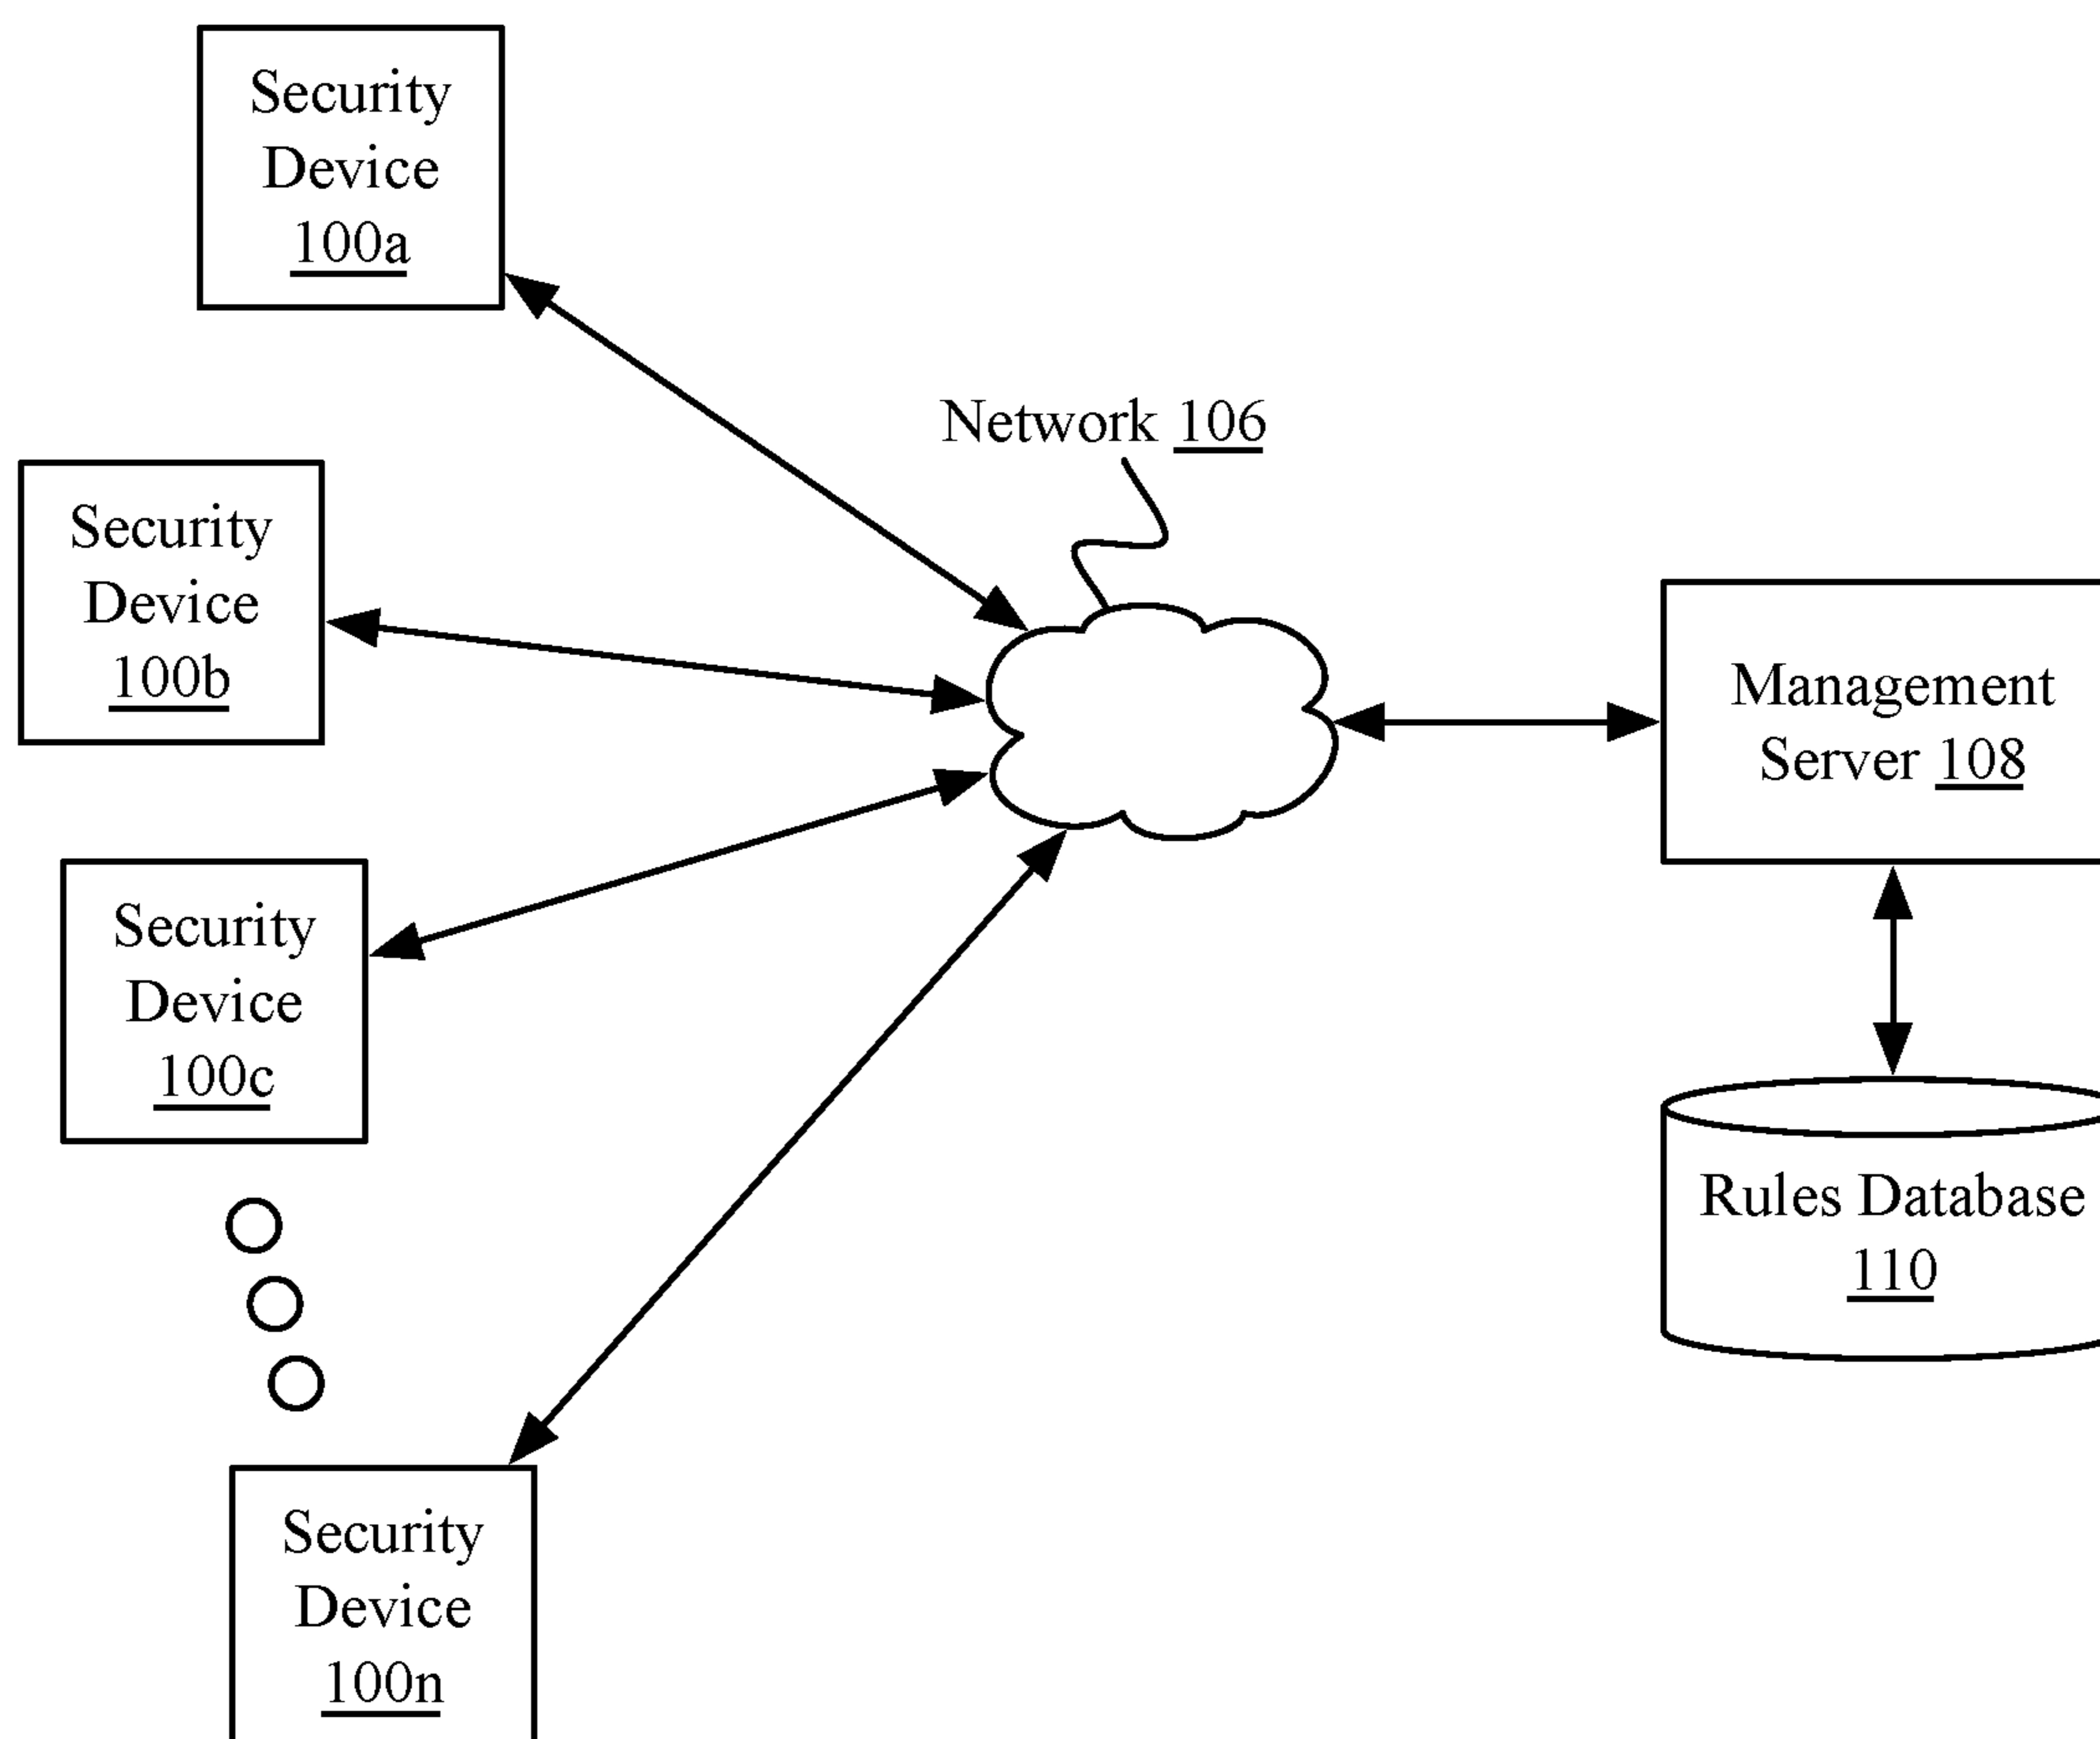 Security
Device
100a
Network 106
Security
Device
100b
Management
Server 108
Security
Device
100c
Rules Database
110
Security
Device
100n